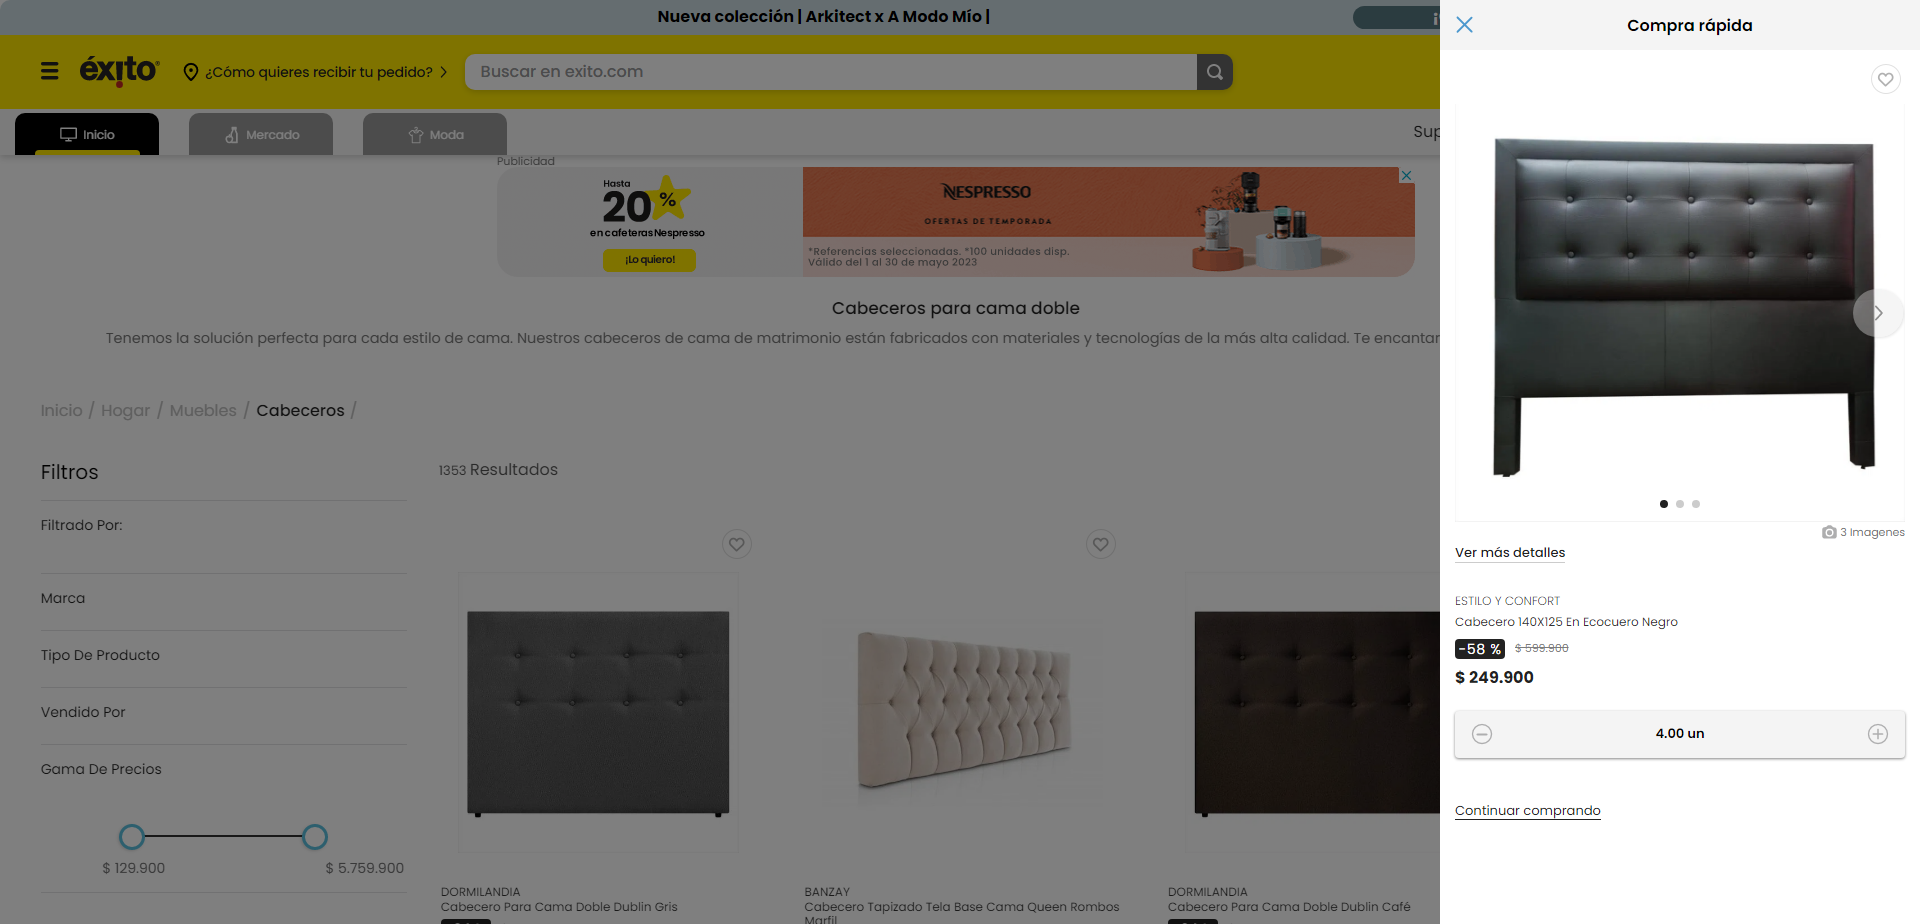 Nueva colección | Arkitect x A Modo Mío |
éxito
¿Cómo quieres recibir tu pedido?
Buscar en exito.com
Inicio
Mercado
Moda
Publicidad
Hasta
20%
en cafeteras Nespresso
¡Lo quiero!
NESPRESSO
OFERTAS DE TEMPORADA
*Referencias seleccionadas. *100 unidades disp.
Válido del 1 al 30 de mayo 2023
Cabeceros para cama doble
Tenemos la solución perfecta para cada estilo de cama. Nuestros cabeceros de cama de matrimonio están fabricados con materiales y tecnologías de la más alta calidad. Te encantar
Inicio / Hogar / Muebles / Cabeceros /
Filtros
Filtrado Por:
Marca
Tipo De Producto
Vendido Por
Gama De Precios
$ 129.900
$ 5.759.900
1353 Resultados
DORMILANDIA
Cabecero Para Cama Doble Dublin Gris
BANZAY
Cabecero Tapizado Tela Base Cama Queen Rombos
Marfil
DORMILANDIA
Cabecero Para Cama Doble Dublin Café
Compra rápida
3 Imagenes
Ver más detalles
ESTILO Y CONFORT
Cabecero 140X125 En Ecocuero Negro
-58 %
$ 599.900
$ 249.900
4.00 un
Continuar comprando